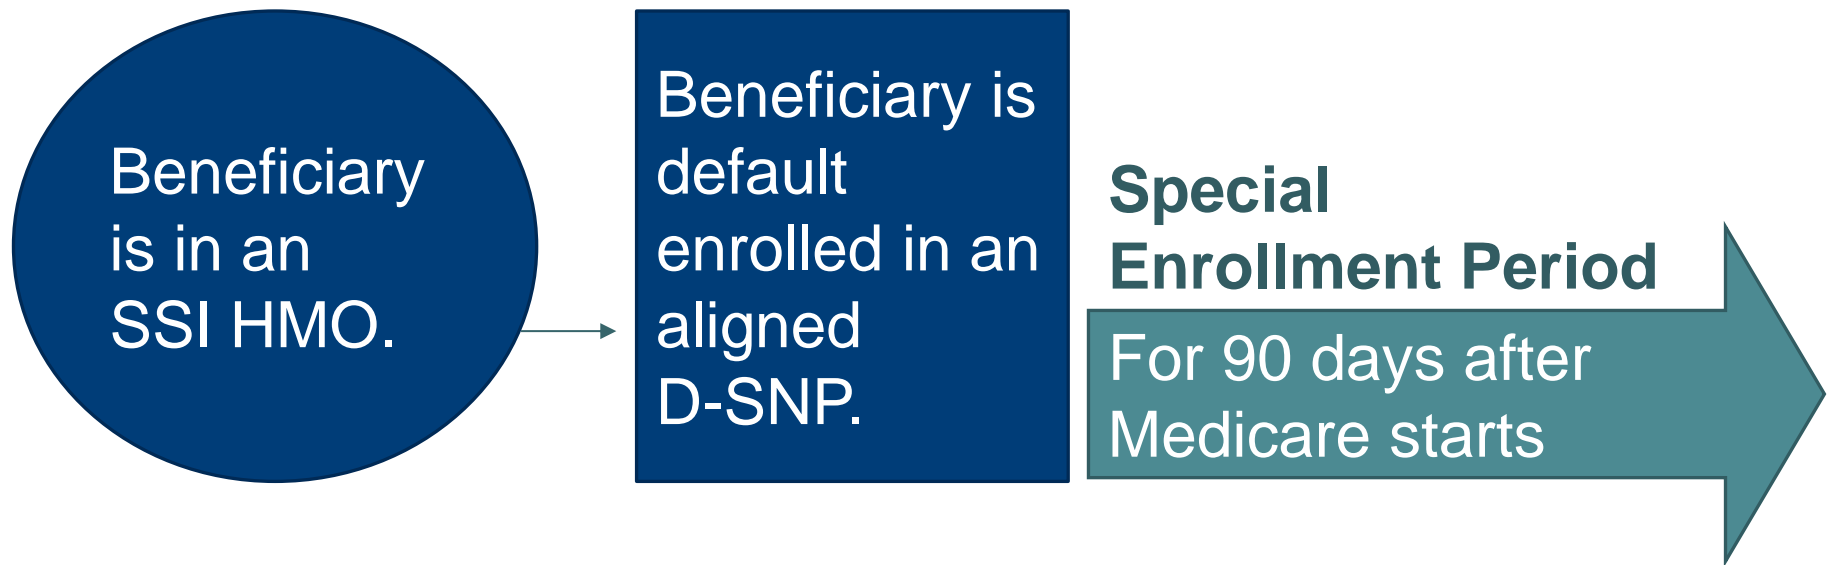 Beneficiary
is in an
SSI HMO.
Beneficiary is
default
enrolled in an
aligned
D-SNP.
Special
Enrollment Period
For 90 days after
Medicare starts